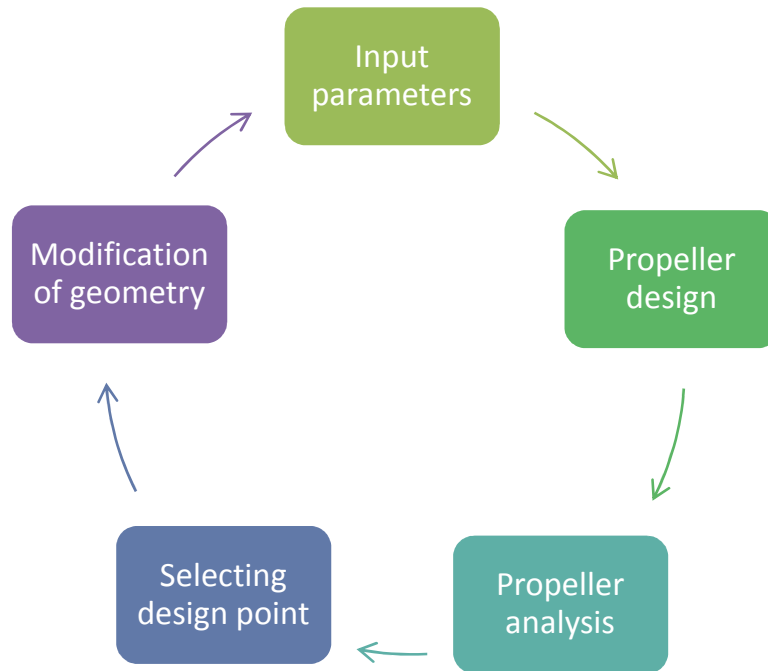 Input
parameters
Propeller
design
Propeller
analysis
Selecting
design point
Modification
of geometry